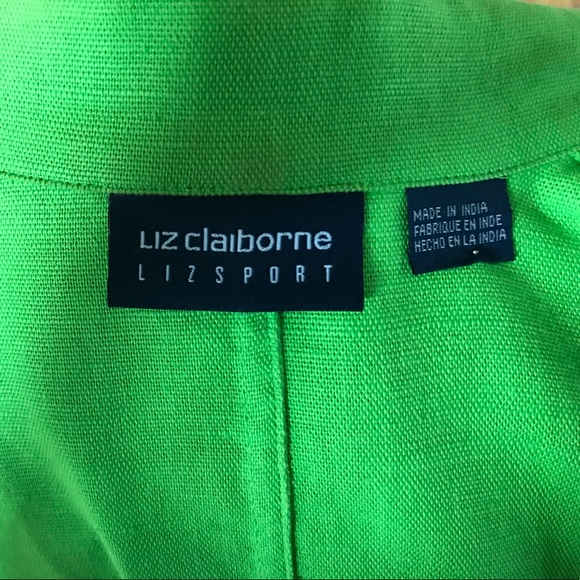 LIZ claiborne
LIZSPORT
MADE IN INDIA
FABRIQUE EN INDE
HECHO EN LA INDIA